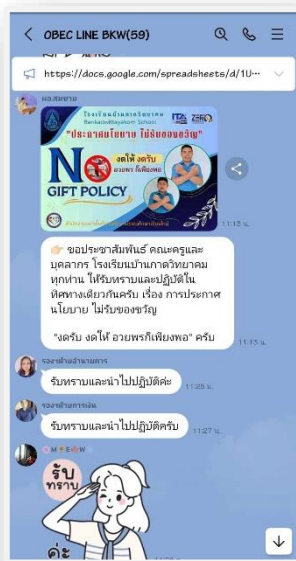 OBEC LINE BKW(59)
https://docs.google.com/spreadsheets/d/1U...
ผอ.สมชาย
โรงเรียนบ้านกาดวิทยาคม
Bankadwittayakhom School
ITA ZERO
"ประกาศนโยบาย ไม่รับของขวัญ"
NO
งดให้ งดรับ
อวยพร ก็เพียงพอ
GIFT POLICY
11:15 น.
👉🏻 ขอประชาสัมพันธ์ คณะครูและ
บุคลากร โรงเรียนบ้านกาดวิทยาคม
ทุกท่าน ให้รับทราบและปฏิบัติใน
ทิศทางเดียวกันครับ เรื่อง การประกาศ
นโยบาย ไม่รับของขวัญ
"งดรับ งดให้ อวยพรก็เพียงพอ" ครับ
11:15 น.
รองฯฝ่ายอำนวยการ
รับทราบและนำไปปฏิบัติค่ะ
11:25 น.
รองฯฝ่ายการเงิน
รับทราบและนำไปปฏิบัติครับ
11:27 น.
รับ
ทราบ
ค่ะ